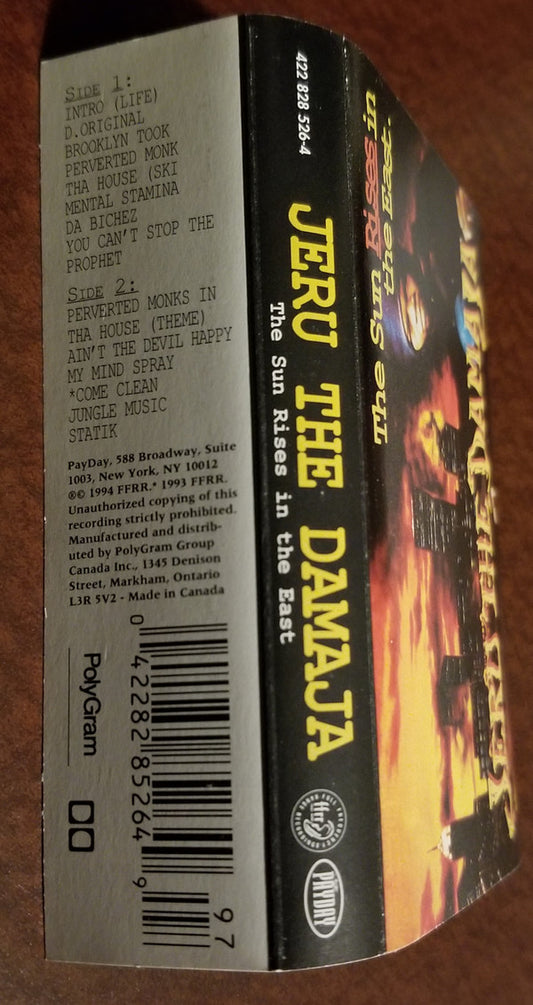 SIDE 1:
INTRO (LIFE)
D.ORIGINAL
BROOKLYN TOOK
PERVERTED MONK
THA HOUSE (SKI
MENTAL STAMINA
DA BICHEZ
YOU CAN'T STOP THE
PROPHET
SIDE 2:
PERVERTED MONKS IN
THA HOUSE (THEME)
AIN'T THE DEVIL HAPPY
MY MIND SPRAY
*COME CLEAN
JUNGLE MUSIC
STATIK
PayDay, 588 Broadway, Suite
1003, New York, NY 10012
℗© 1994 FFRR.* 1993 FFRR.
Unauthorized copying of this
recording strictly prohibited.
Manufactured and distrib-
uted by PolyGram Group
Canada Inc., 1345 Denison
Street, Markham, Ontario
L3R 5V2 - Made in Canada
PolyGram
0 42282 85264 9
97
422 828 526-4
JERU THE DAMAJA
The Sun Rises in the East
ffrr
PAYDAY
The Sun Rises in
the East.
JERU THE DAMAJA